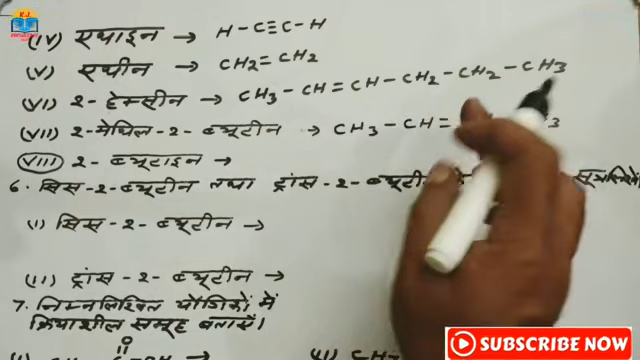 K.J
(IV) एथाइन → H - C ≡ C - H
(V) एथीन → CH2 = CH2
(VI) 2 - हेक्सीन → CH3 - CH = CH - CH2 - CH2 - CH3
(VII) 2 - मेथिल - 2 - ब्यूटीन → CH3 - CH = 3
(VIII) 2 - ब्यूटाइन →
6. सिस - 2 - ब्यूटीन तथा ट्रांस - 2 - ब्यूटी
(i) सिस - 2 - ब्यूटीन →
(ii) ट्रांस - 2 - ब्यूटीन →
7. निम्नलिखित यौगिकों में
क्रियाशील समूह बतायें।
O
SUBSCRIBE NOW